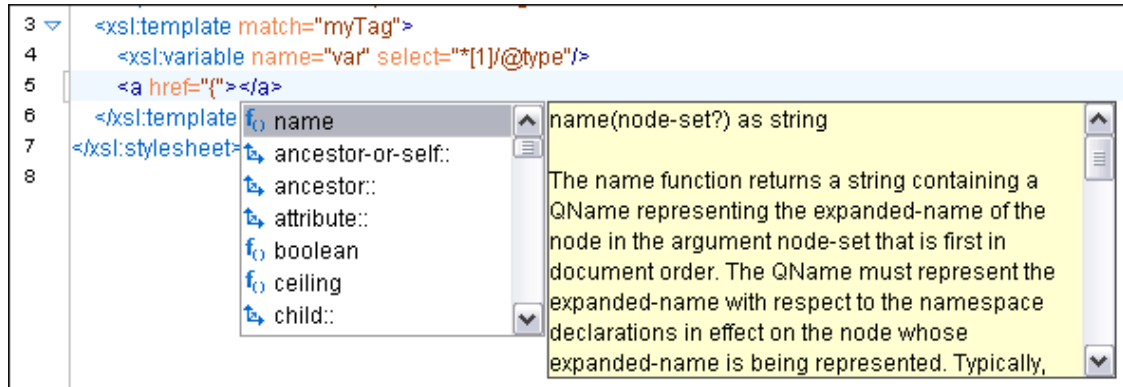 3 <xsl:template match="myTag">
4 <xsl:variable name="var" select="*[1]/@type"/>
5 <a href="{"></a>
6 </xsl:template
7 </xsl:stylesheet>
8
f() name
ancestor-or-self::
ancestor::
attribute::
f() boolean
f() ceiling
child::
name(node-set?) as string
The name function returns a string containing a
QName representing the expanded-name of the
node in the argument node-set that is first in
document order. The QName must represent the
expanded-name with respect to the namespace
declarations in effect on the node whose
expanded-name is being represented. Typically,